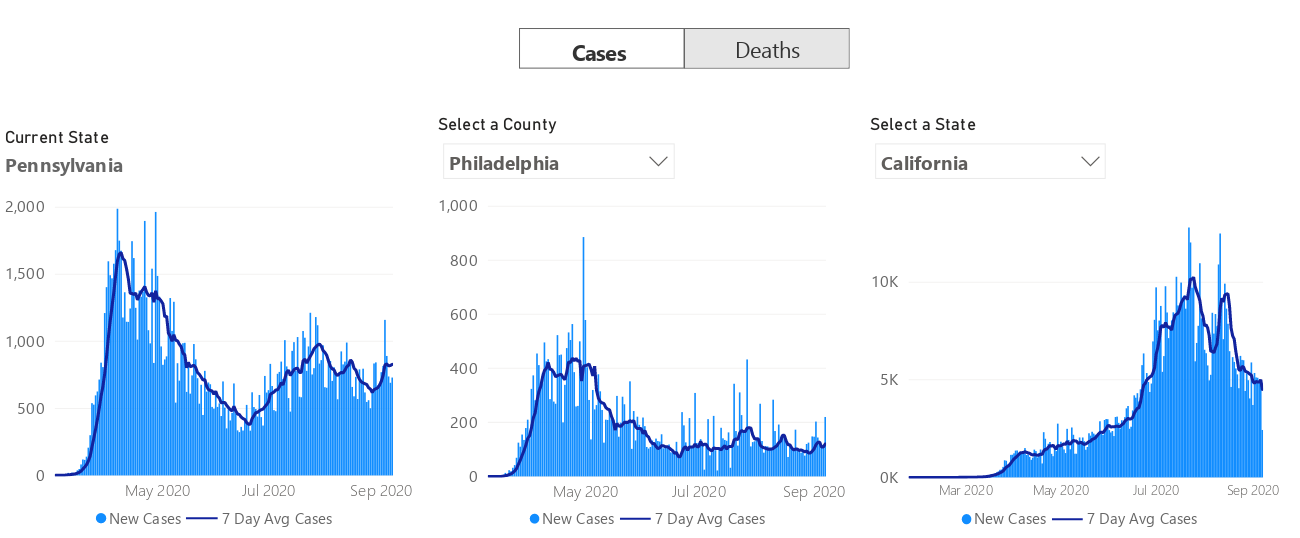 Cases Deaths
Current State
Pennsylvania
2,000
1,500
1,000
500
0
May 2020 Jul 2020 Sep 2020
New Cases 7 Day Avg Cases
Select a County
Philadelphia
1,000
800
600
400
200
0
May 2020 Jul 2020 Sep 2020
New Cases 7 Day Avg Cases
Select a State
California
10K
5K
0K
Mar 2020 May 2020 Jul 2020 Sep 2020
New Cases 7 Day Avg Cases